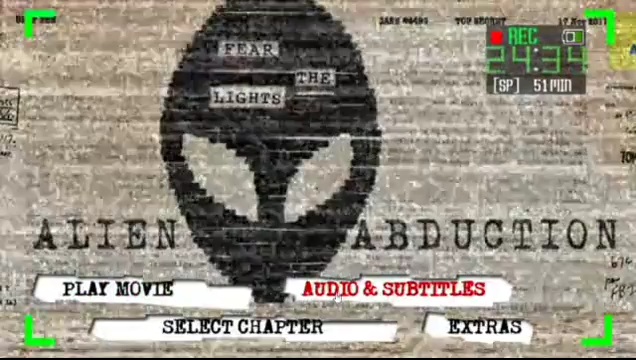 TOP SECRET
REC
24:34
[SP] 51MIN
FEAR
THE
LIGHTS
ALIEN ABDUCTION
PLAY MOVIE
AUDIO & SUBTITLES
SELECT CHAPTER
EXTRAS